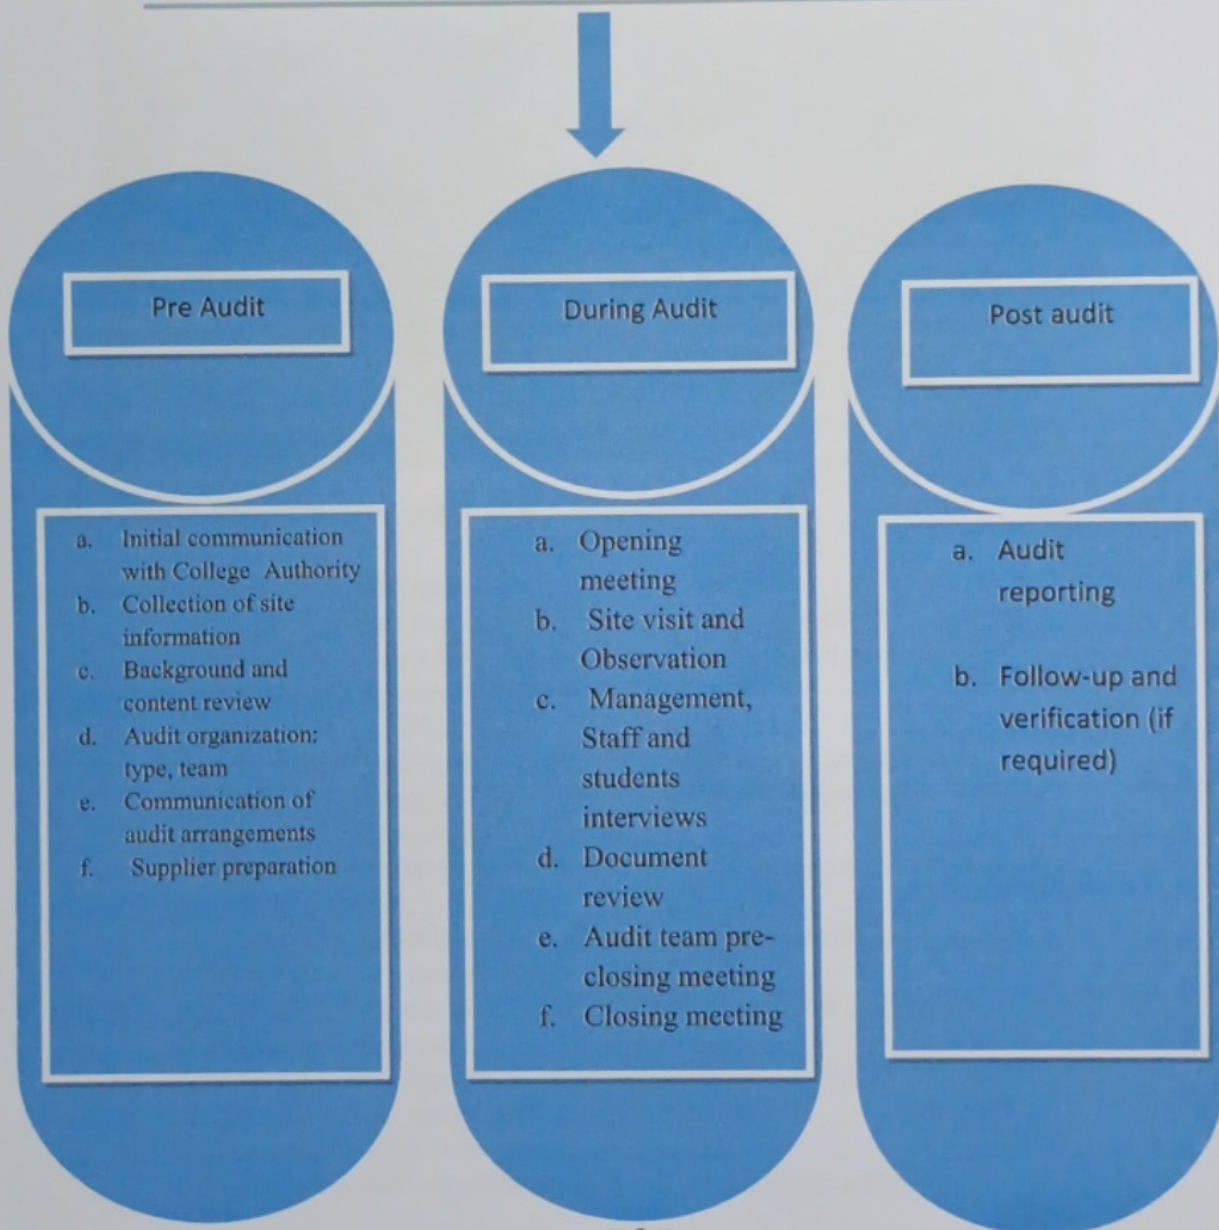 Pre Audit
a. Initial communication
with College Authority
b. Collection of site
information
c. Background and
content review
d. Audit organization:
type, team
e. Communication of
audit arrangements
f. Supplier preparation
During Audit
a. Opening
meeting
b. Site visit and
Observation
c. Management,
Staff and
students
interviews
d. Document
review
e. Audit team pre-
closing meeting
f. Closing meeting
Post audit
a. Audit
reporting
b. Follow-up and
verification (if
required)